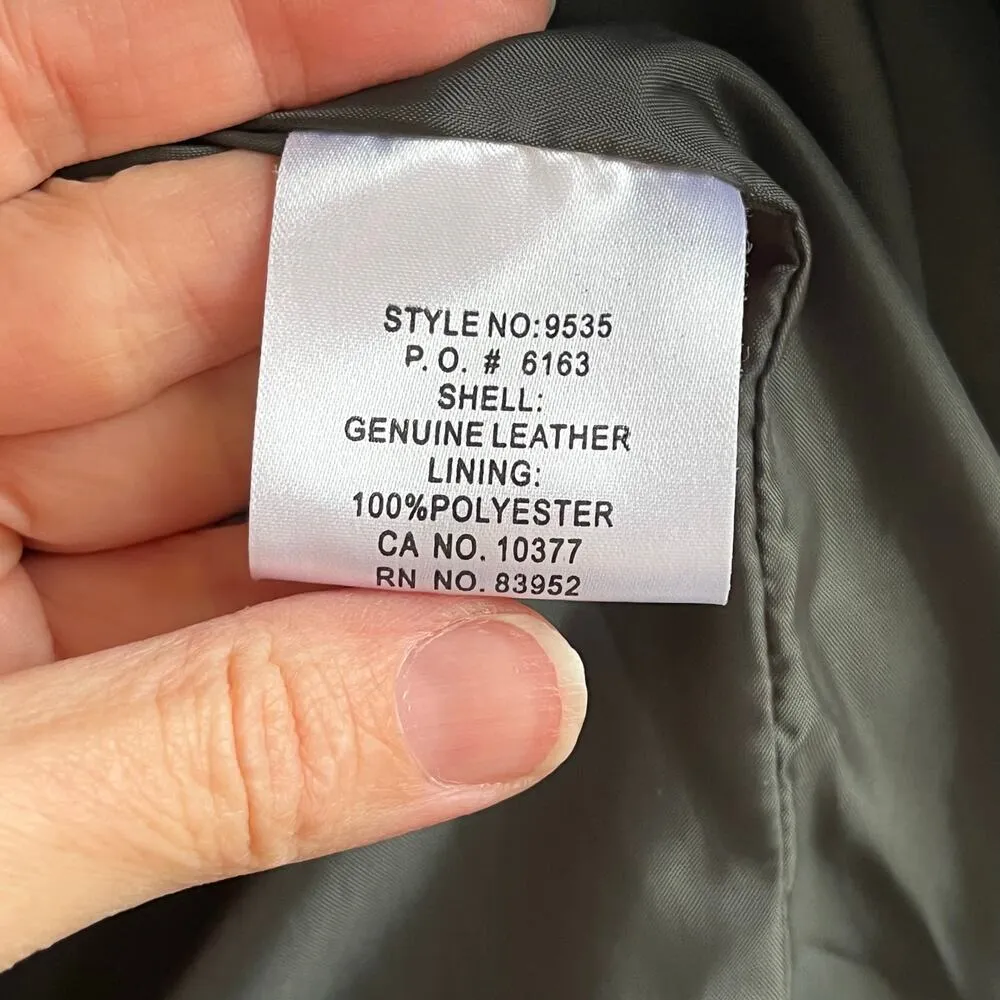 STYLE NO:9535
P.O. # 6163
SHELL:
GENUINE LEATHER
LINING:
100%POLYESTER
CA NO. 10377
RN NO. 83952